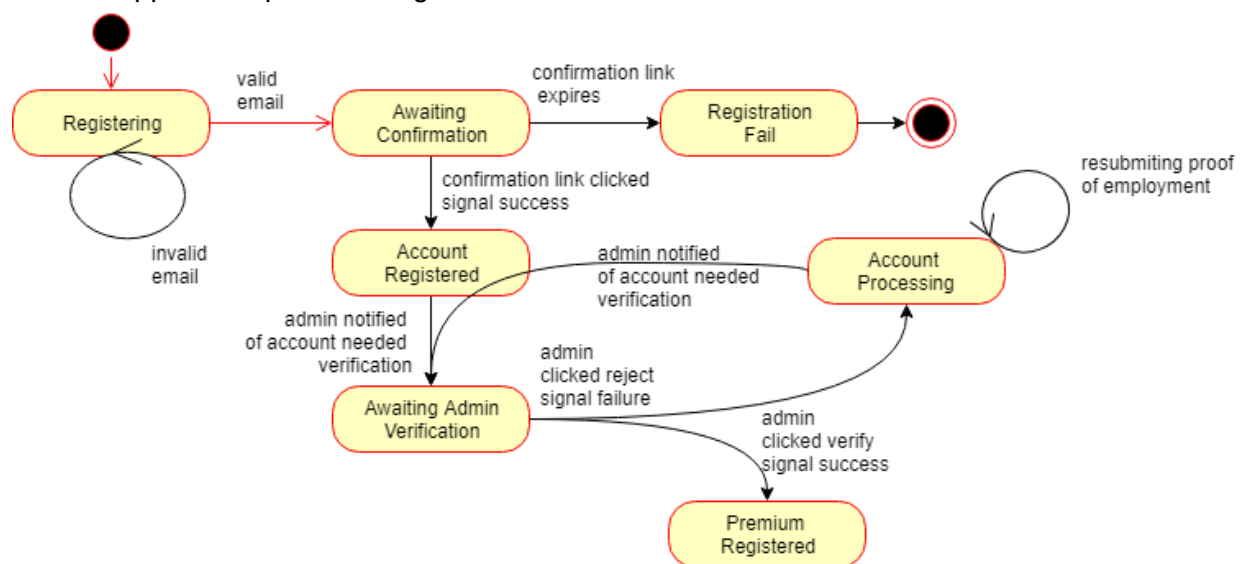 valid
email
confirmation link
expires
Registering
Awaiting
Confirmation
Registration
Fail
confirmation link clicked
signal success
resubmiting proof
of employment
invalid
email
Account
Registered
admin notified
of account needed
verification
Account
Processing
admin notified
of account needed
verification
admin
clicked reject
signal failure
Awaiting Admin
Verification
admin
clicked verify
signal success
Premium
Registered